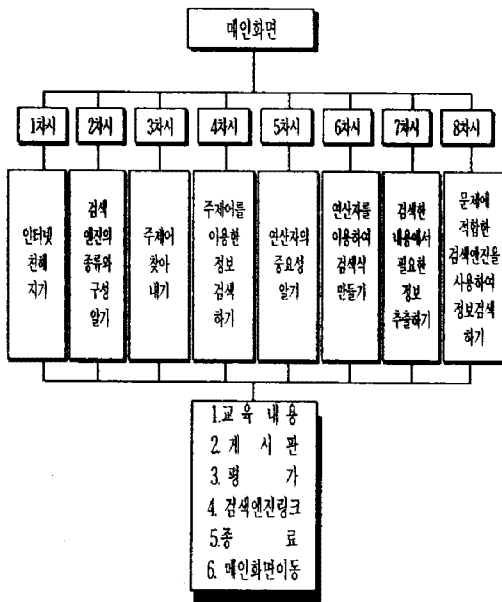 메인화면
1차시
2차시
3차시
4차시
5차시
6차시
7차시
8차시
인터넷
친해
지기
검색
엔진의
종류와
구성
알기
주제어
찾아
내기
주제어를
이용한
정보
검색
하기
연산자의
중요성
알기
연산자를
이용하여
검색식
만들기
검색한
내용에서
필요한
정보
추출하기
문제에
적합한
검색엔진을
사용하여
정보검색
하기
1.교 육 내 용
2. 게 시 판
3. 평 가
4. 검색엔진링크
5.종 료
6. 메인화면이동